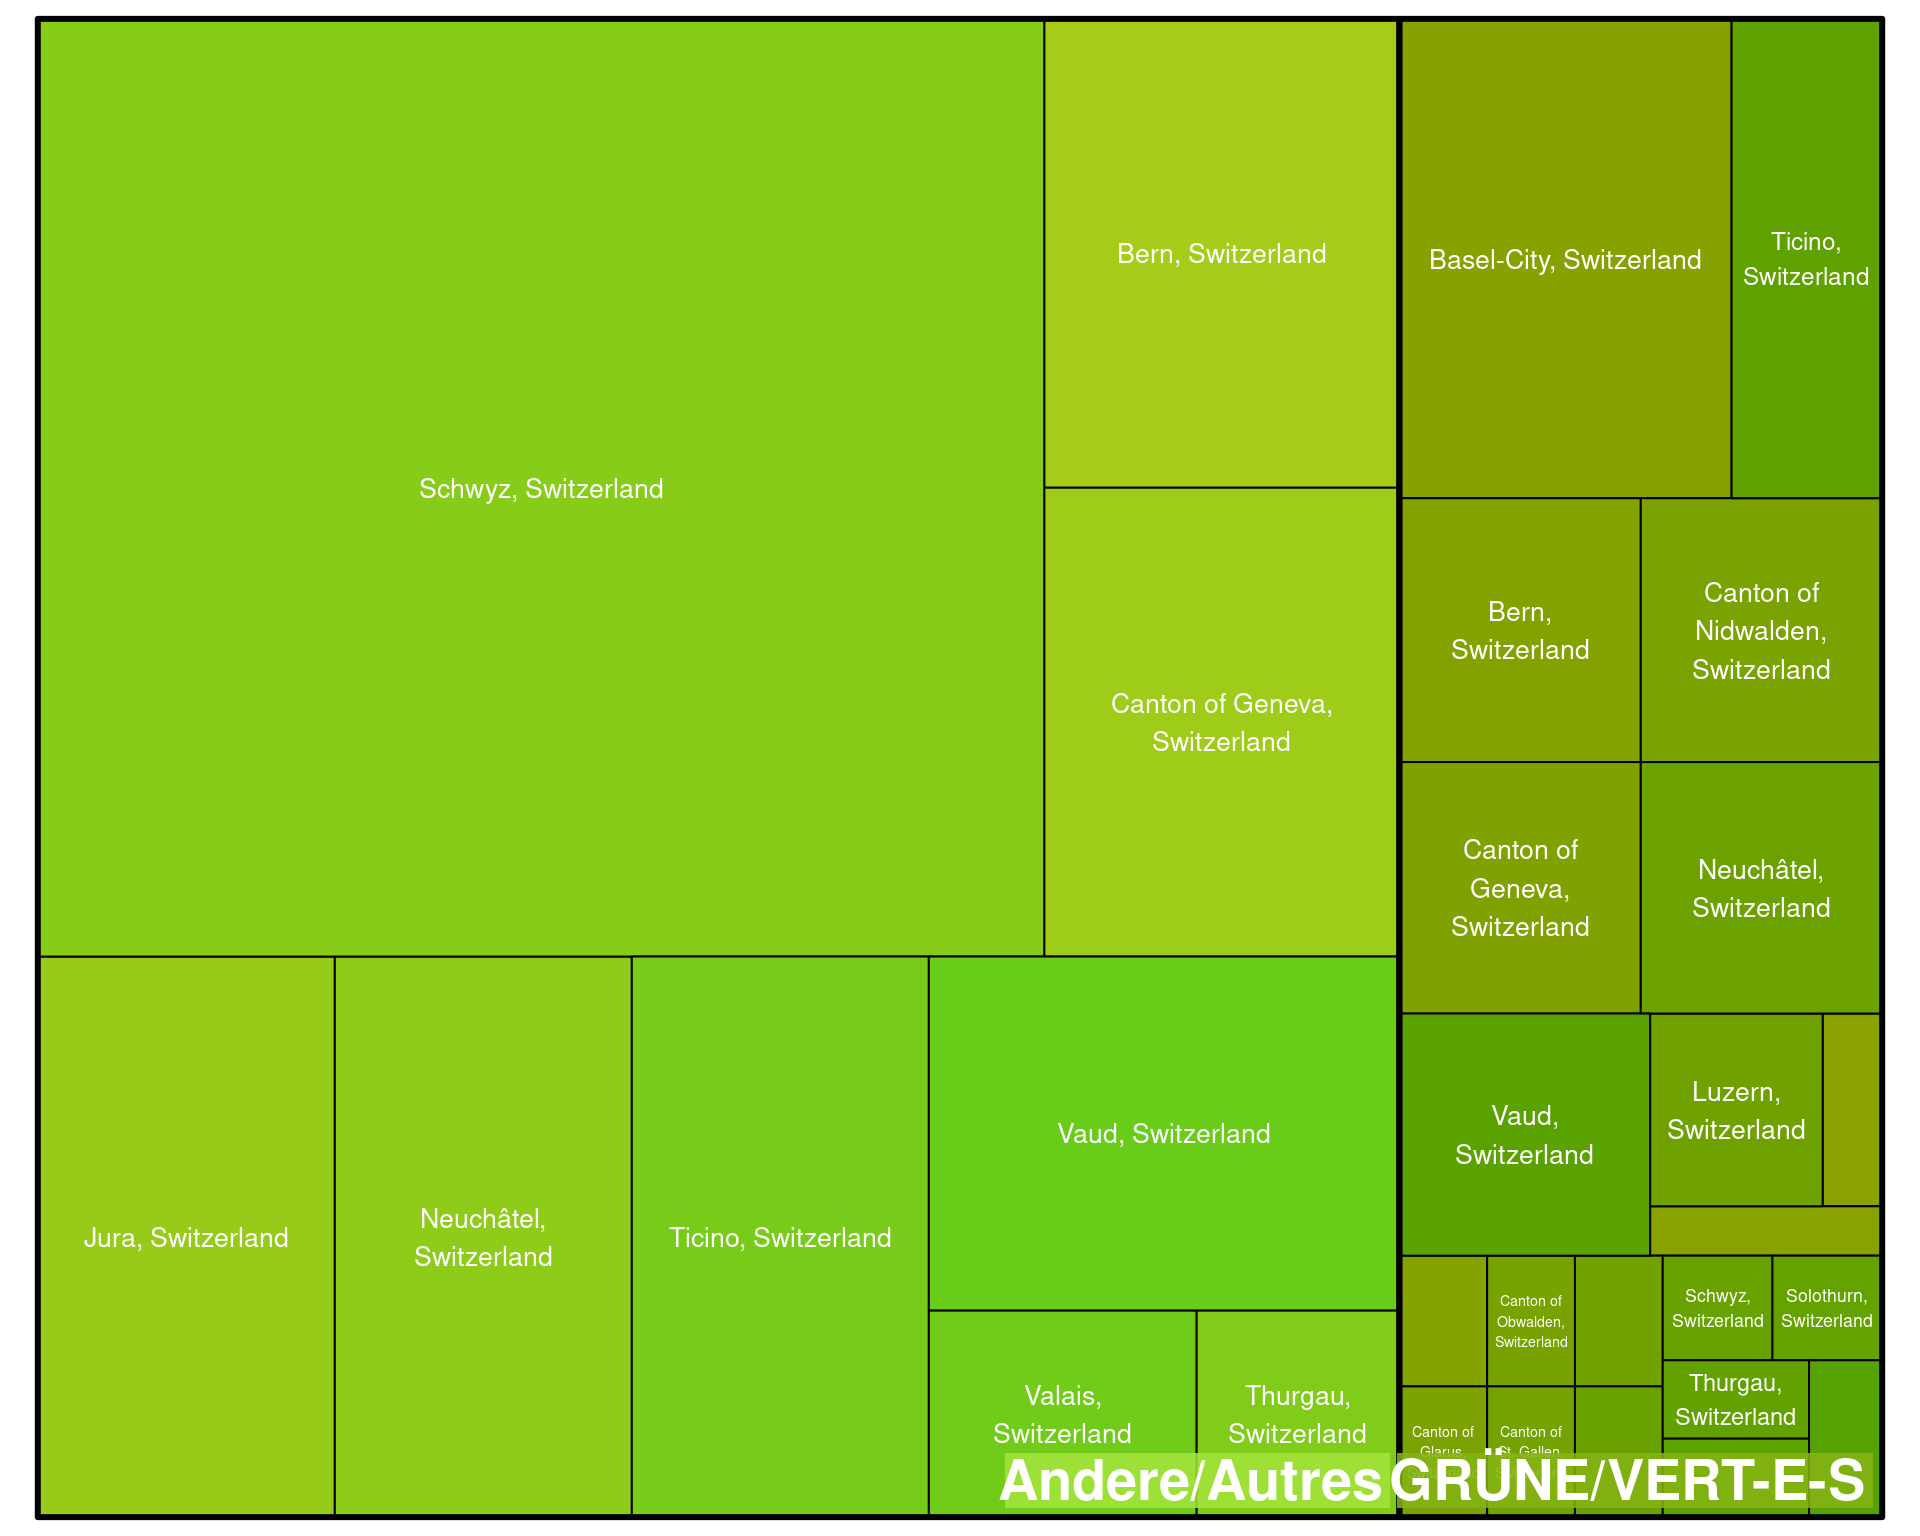 Schwyz, Switzerland
Bern, Switzerland
Canton of Geneva,
Switzerland
Jura, Switzerland
Neuchâtel,
Switzerland
Ticino, Switzerland
Vaud, Switzerland
Valais,
Switzerland
Thurgau,
Switzerland
Andere/Autres
Basel-City, Switzerland
Ticino,
Switzerland
Bern,
Switzerland
Canton of
Nidwalden,
Switzerland
Canton of
Geneva,
Switzerland
Neuchâtel,
Switzerland
Vaud,
Switzerland
Luzern,
Switzerland
Canton of
Obwalden,
Switzerland
Schwyz,
Switzerland
Solothurn,
Switzerland
Thurgau,
Switzerland
Canton of
Glarus,
Canton of
St. Gallen,
GRÜNE/VERT-E-S